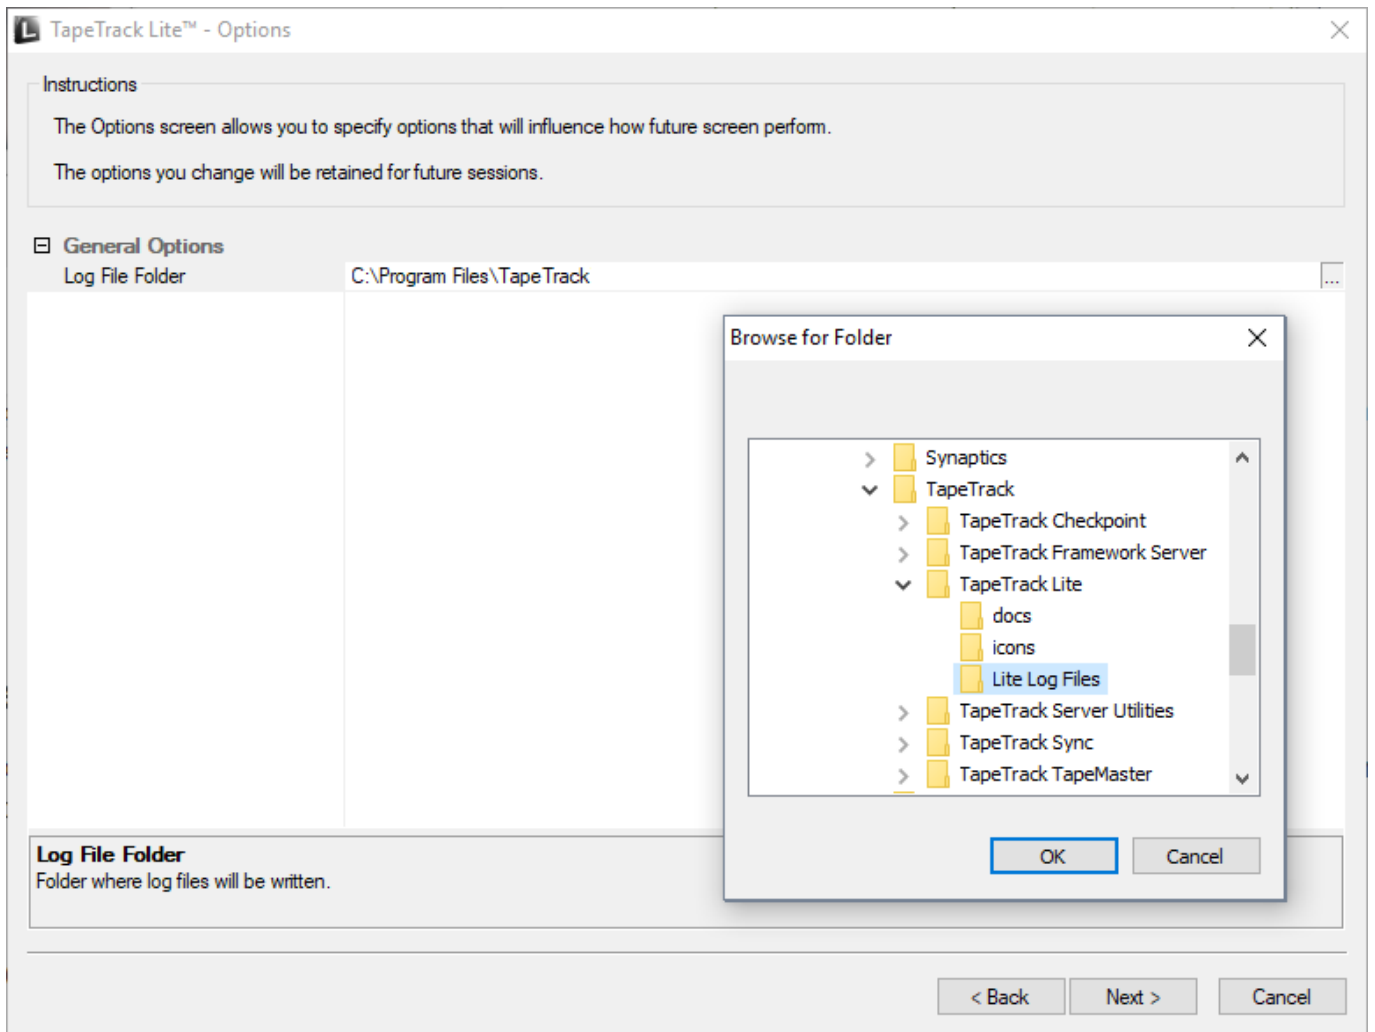 TapeTrack Lite™ - Options
Instructions
The Options screen allows you to specify options that will influence how future screen perform.
The options you change will be retained for future sessions.
General Options
Log File Folder C:\Program Files\TapeTrack ...
Browse for Folder
Synaptics
TapeTrack
TapeTrack Checkpoint
TapeTrack Framework Server
TapeTrack Lite
docs
icons
Lite Log Files
TapeTrack Server Utilities
TapeTrack Sync
TapeTrack TapeMaster
OK Cancel
Log File Folder
Folder where log files will be written.
< Back Next > Cancel